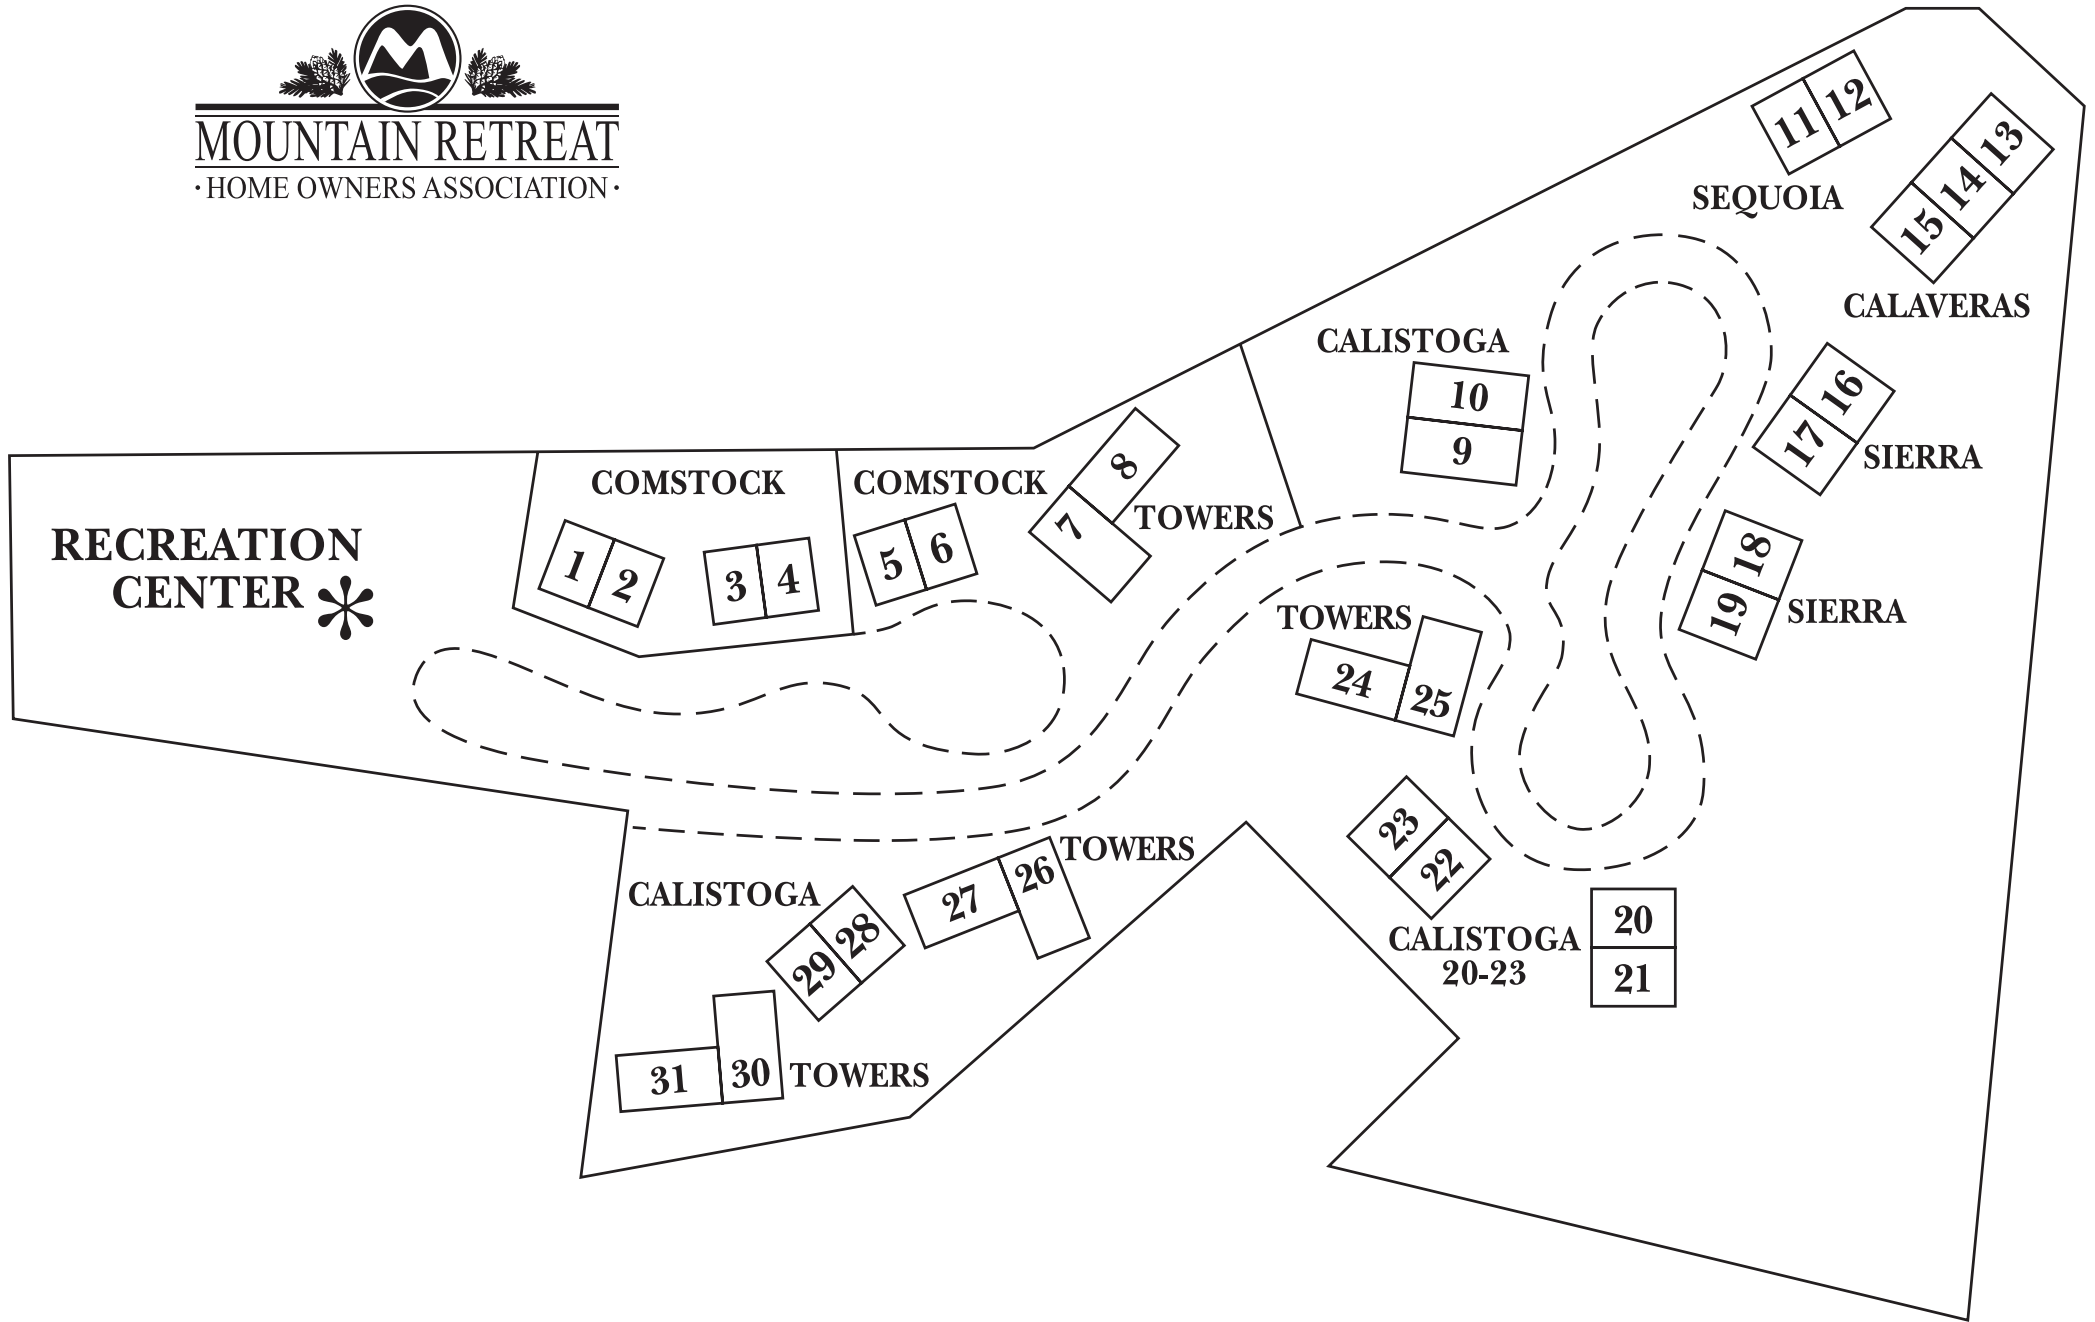 MOUNTAIN RETREAT
· HOME OWNERS ASSOCIATION ·
11 12
SEQUOIA
13
14
15
CALAVERAS
CALISTOGA
10
9
16
17
SIERRA
18
19
SIERRA
COMSTOCK
1 2
3 4
COMSTOCK
5 6
8
7
TOWERS
RECREATION
CENTER *
TOWERS
24 25
23
22
CALISTOGA
20-23
20
21
TOWERS
27 26
CALISTOGA
29 28
31 30
TOWERS